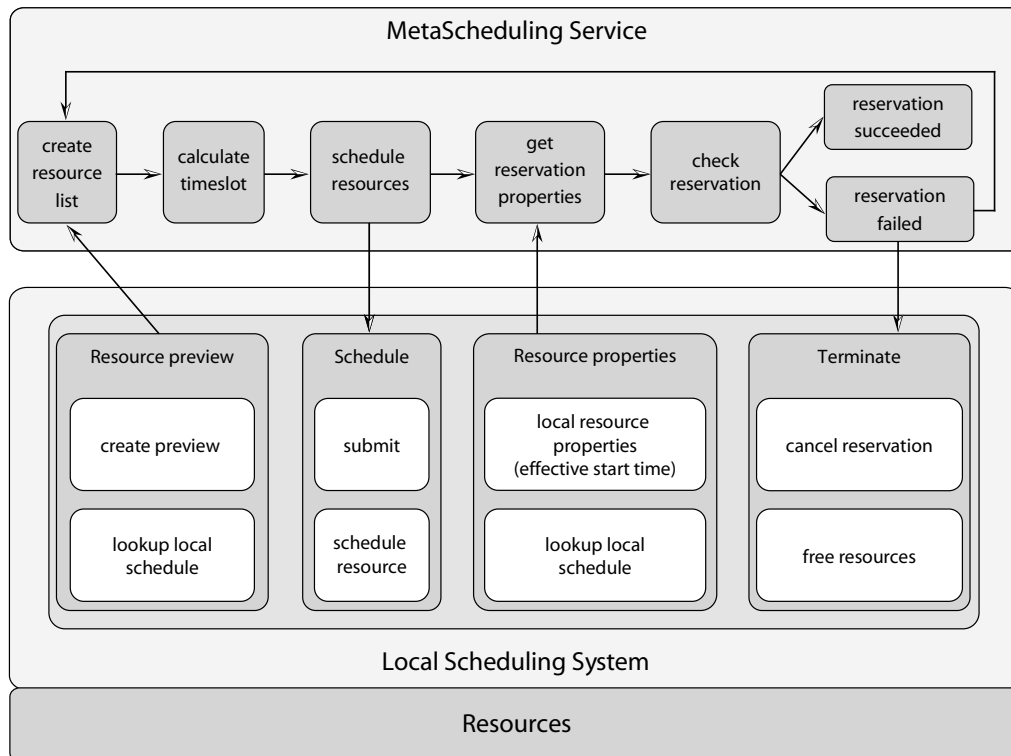 MetaScheduling Service
create
resource
list
calculate
timeslot
schedule
resources
get
reservation
properties
check
reservation
reservation
succeeded
reservation
failed
Resource preview
create preview
lookup local
schedule
Schedule
submit
schedule
resource
Resource properties
local resource
properties
(effective start time)
lookup local
schedule
Terminate
cancel reservation
free resources
Local Scheduling System
Resources